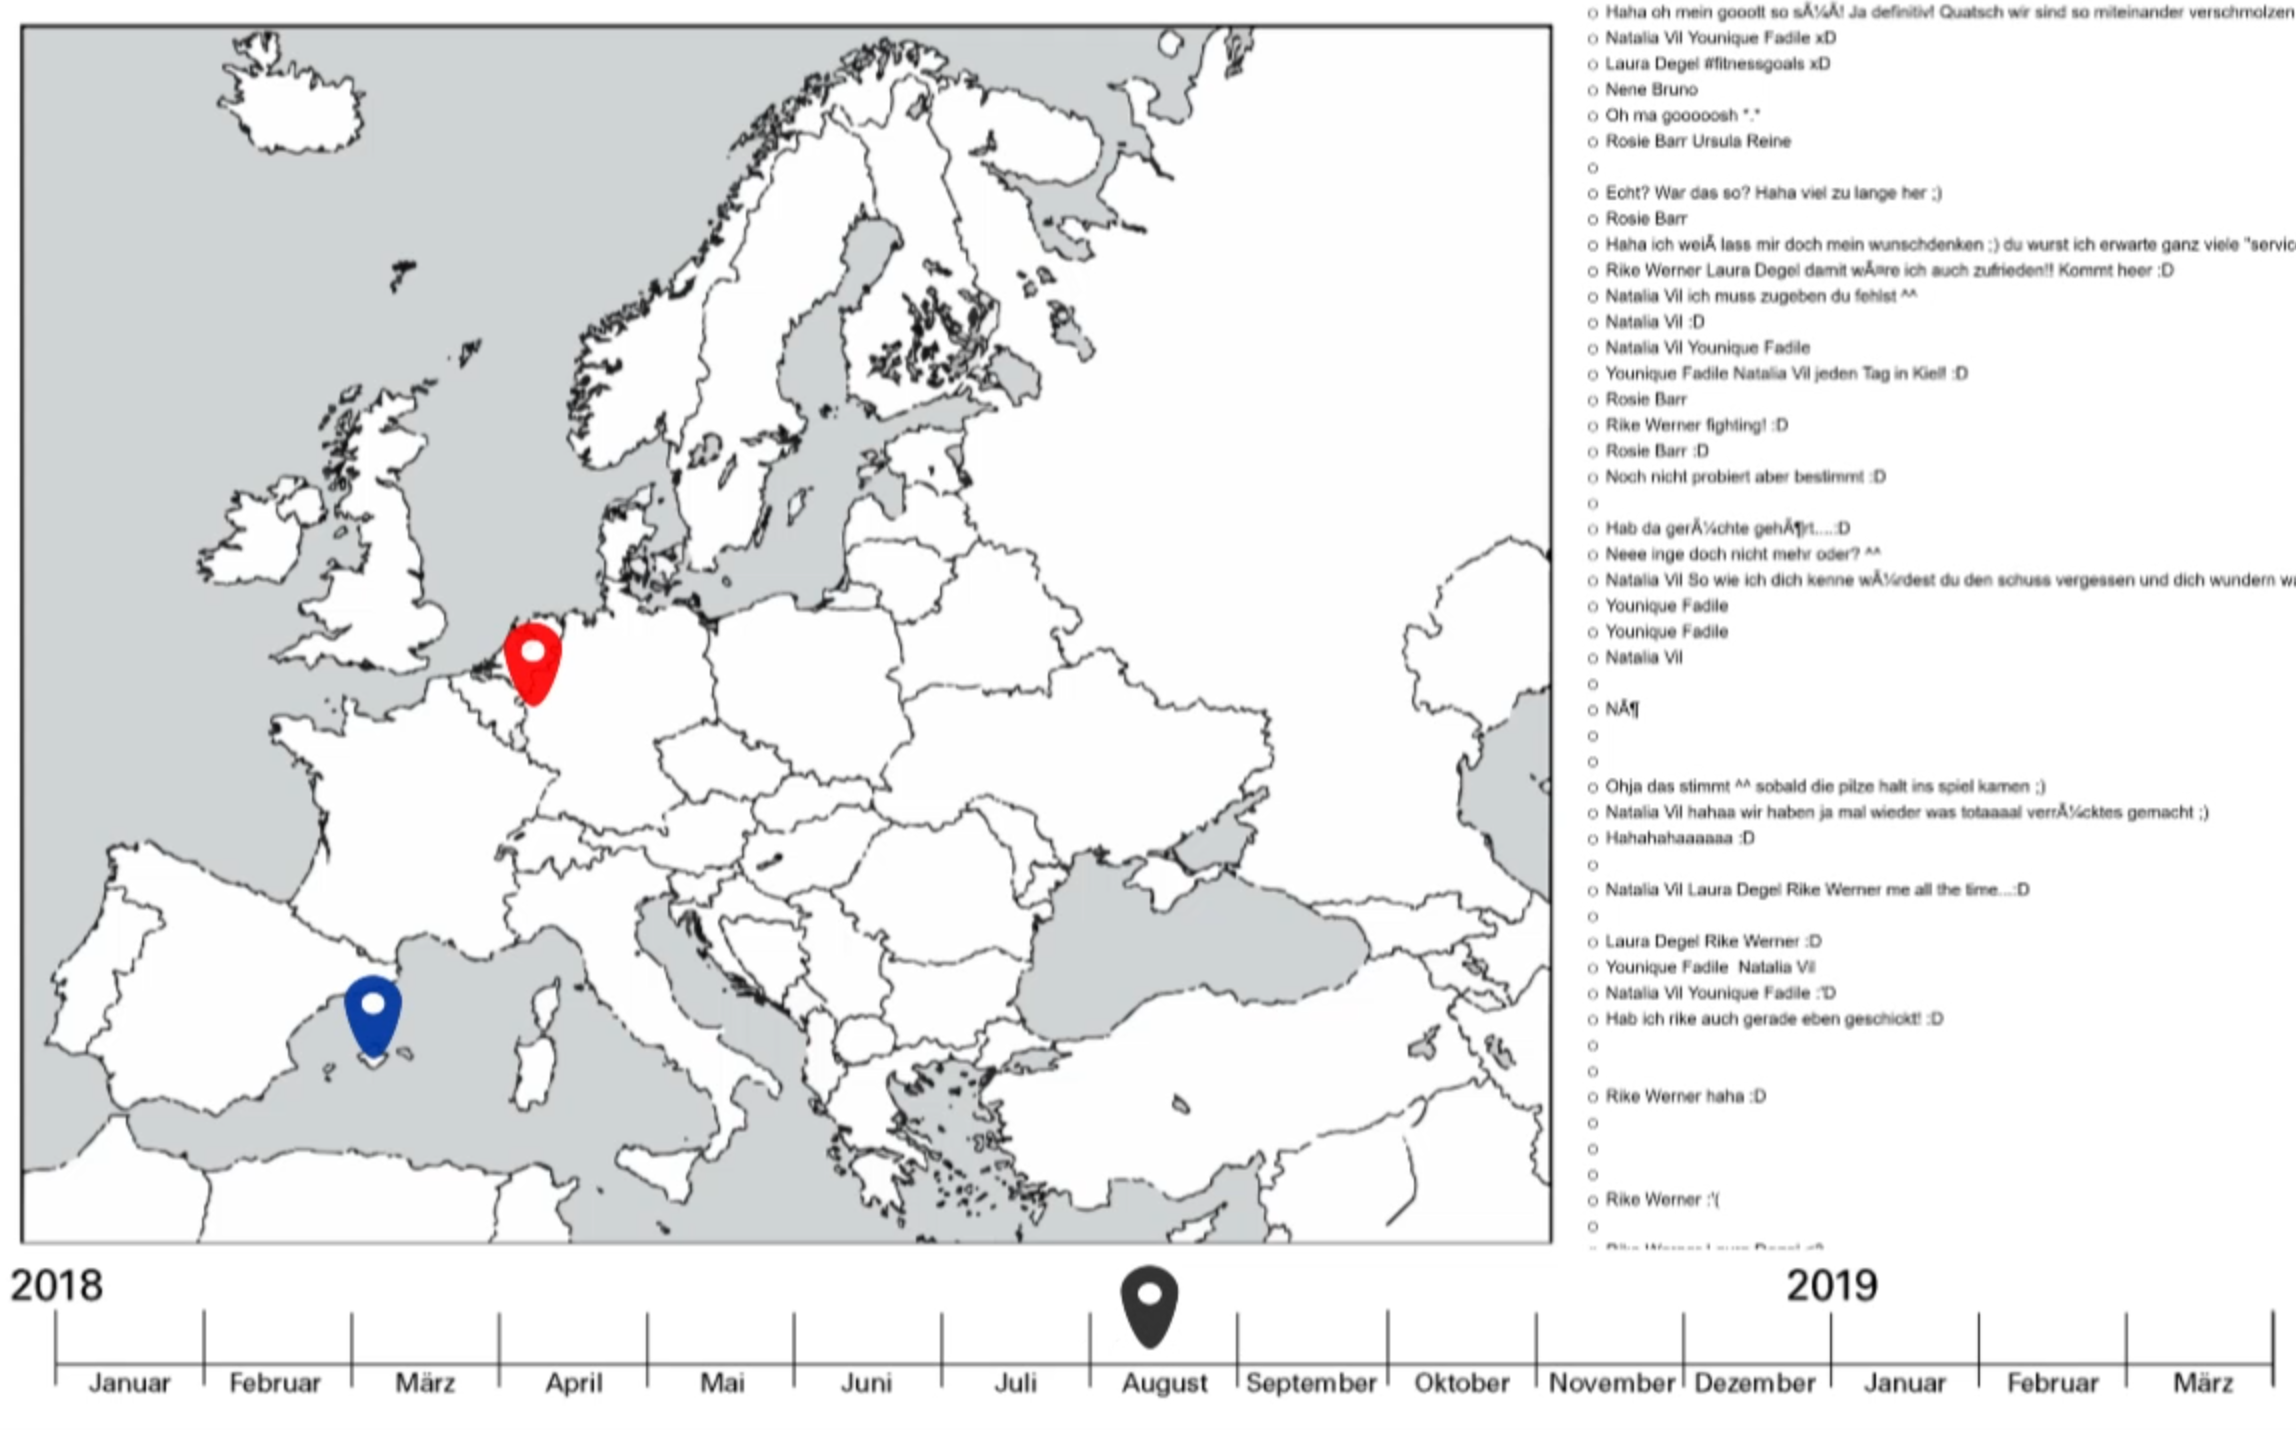 Haha oh mein gooott so sÃ¼Ã! Ja definitiv! Quatsch wir sind so miteinander verschmolzen
Natalia Vil Younique Fadile xD
Laura Degel #fitnessgoals xD
Nene Bruno
Oh ma gooooosh *.*
Rosie Barr Ursula Reine
Echt? War das so? Haha viel zu lange her ;)
Rosie Barr
Haha ich weiÃ lass mir doch mein wunschdenken ;) du wurst ich erwarte ganz viele "servic
Rike Werner Laura Degel damit wÃ¤re ich auch zufrieden!! Kommt heer :D
Natalia Vil ich muss zugeben du fehlst ^^
Natalia Vil :D
Natalia Vil Younique Fadile
Younique Fadile Natalia Vil jeden Tag in Kiel! :D
Rosie Barr
Rike Werner fighting! :D
Rosie Barr :D
Noch nicht probiert aber bestimmt :D
Hab da gerÃ¼chte gehÃ¶rt....:D
Neee inge doch nicht mehr oder? ^^
Natalia Vil So wie ich dich kenne wÃ¼rdest du den schuss vergessen und dich wundern wa
Younique Fadile
Younique Fadile
Natalia Vil
NÃ¶
Ohja das stimmt ^^ sobald die pilze halt ins spiel kamen ;)
Natalia Vil hahaa wir haben ja mal wieder was totaaaal verrÃ¼cktes gemacht ;)
Hahahahaaaaaa :D
Natalia Vil Laura Degel Rike Werner me all the time...:D
Laura Degel Rike Werner :D
Younique Fadile Natalia Vil
Natalia Vil Younique Fadile :'D
Hab ich rike auch gerade eben geschickt! :D
Rike Werner haha :D
Rike Werner :'(
2018 2019
Januar Februar März April Mai Juni Juli August September Oktober November Dezember Januar Februar März